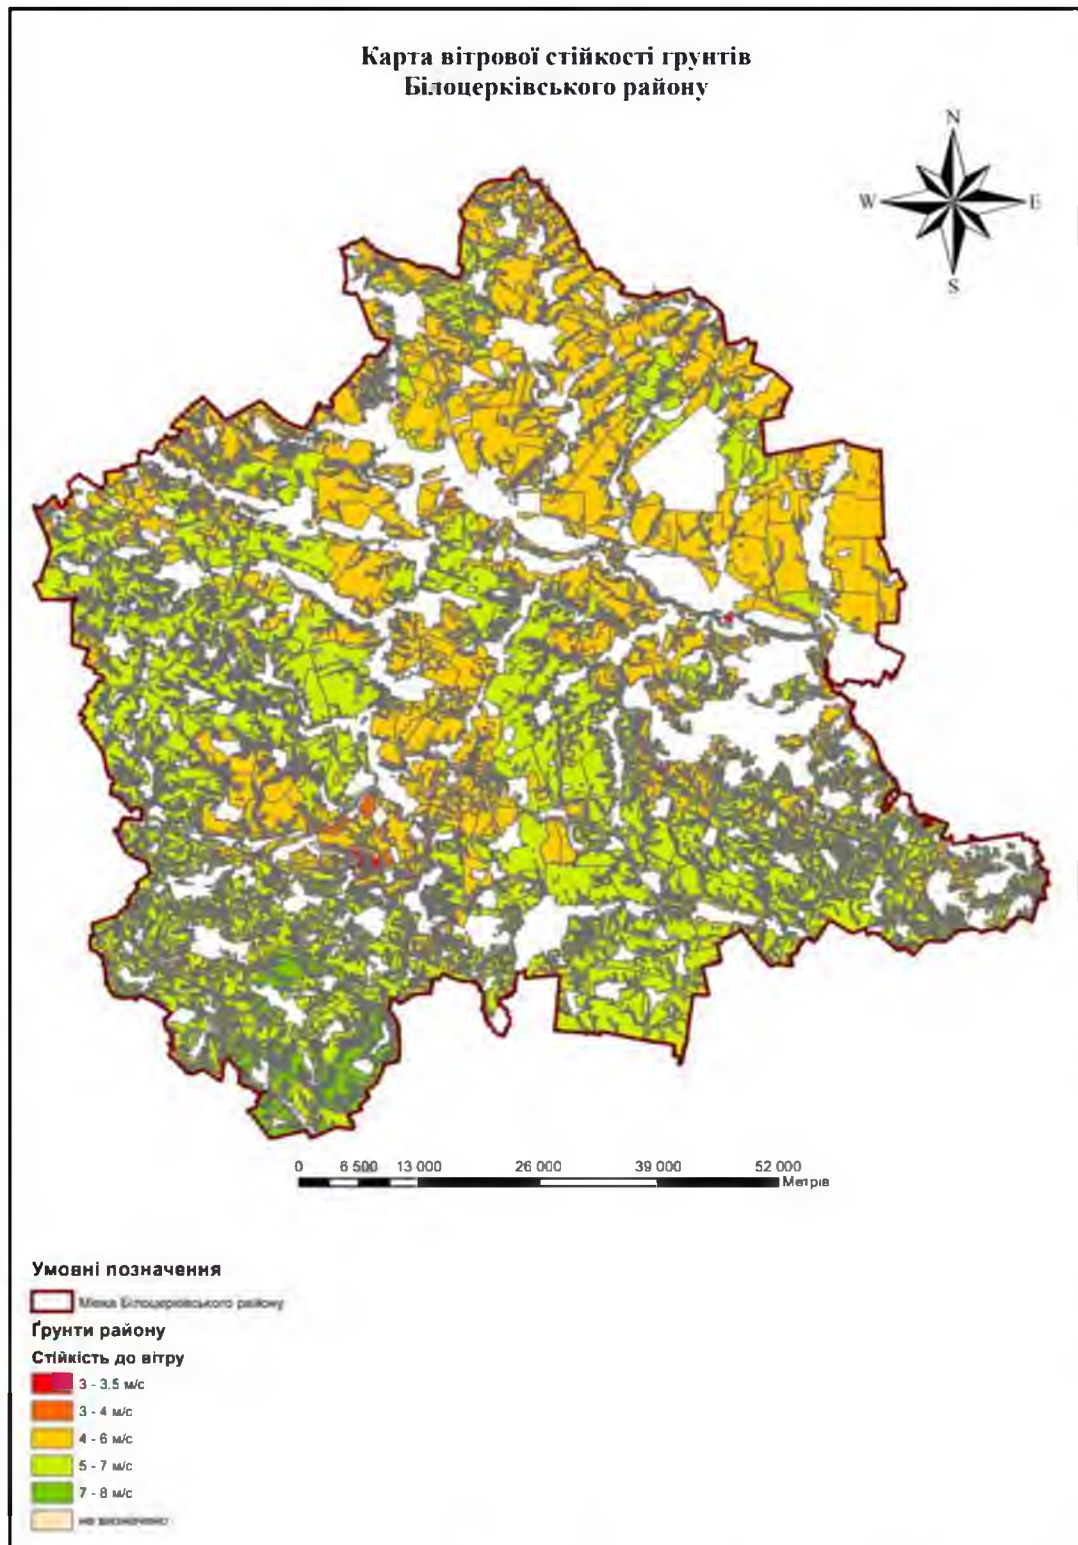 Карта вітрової стійкості грунтів
Білоцерківського району
N
W
E
S
0 6 500 13 000 26 000 39 000 52 000
Метрів
Умовні позначення
Межа Білоцерківського району
Ґрунти району
Стійкість до вітру
3 - 3.5 м/с
3 - 4 м/с
4 - 6 м/с
5 - 7 м/с
7 - 8 м/с
не визначено